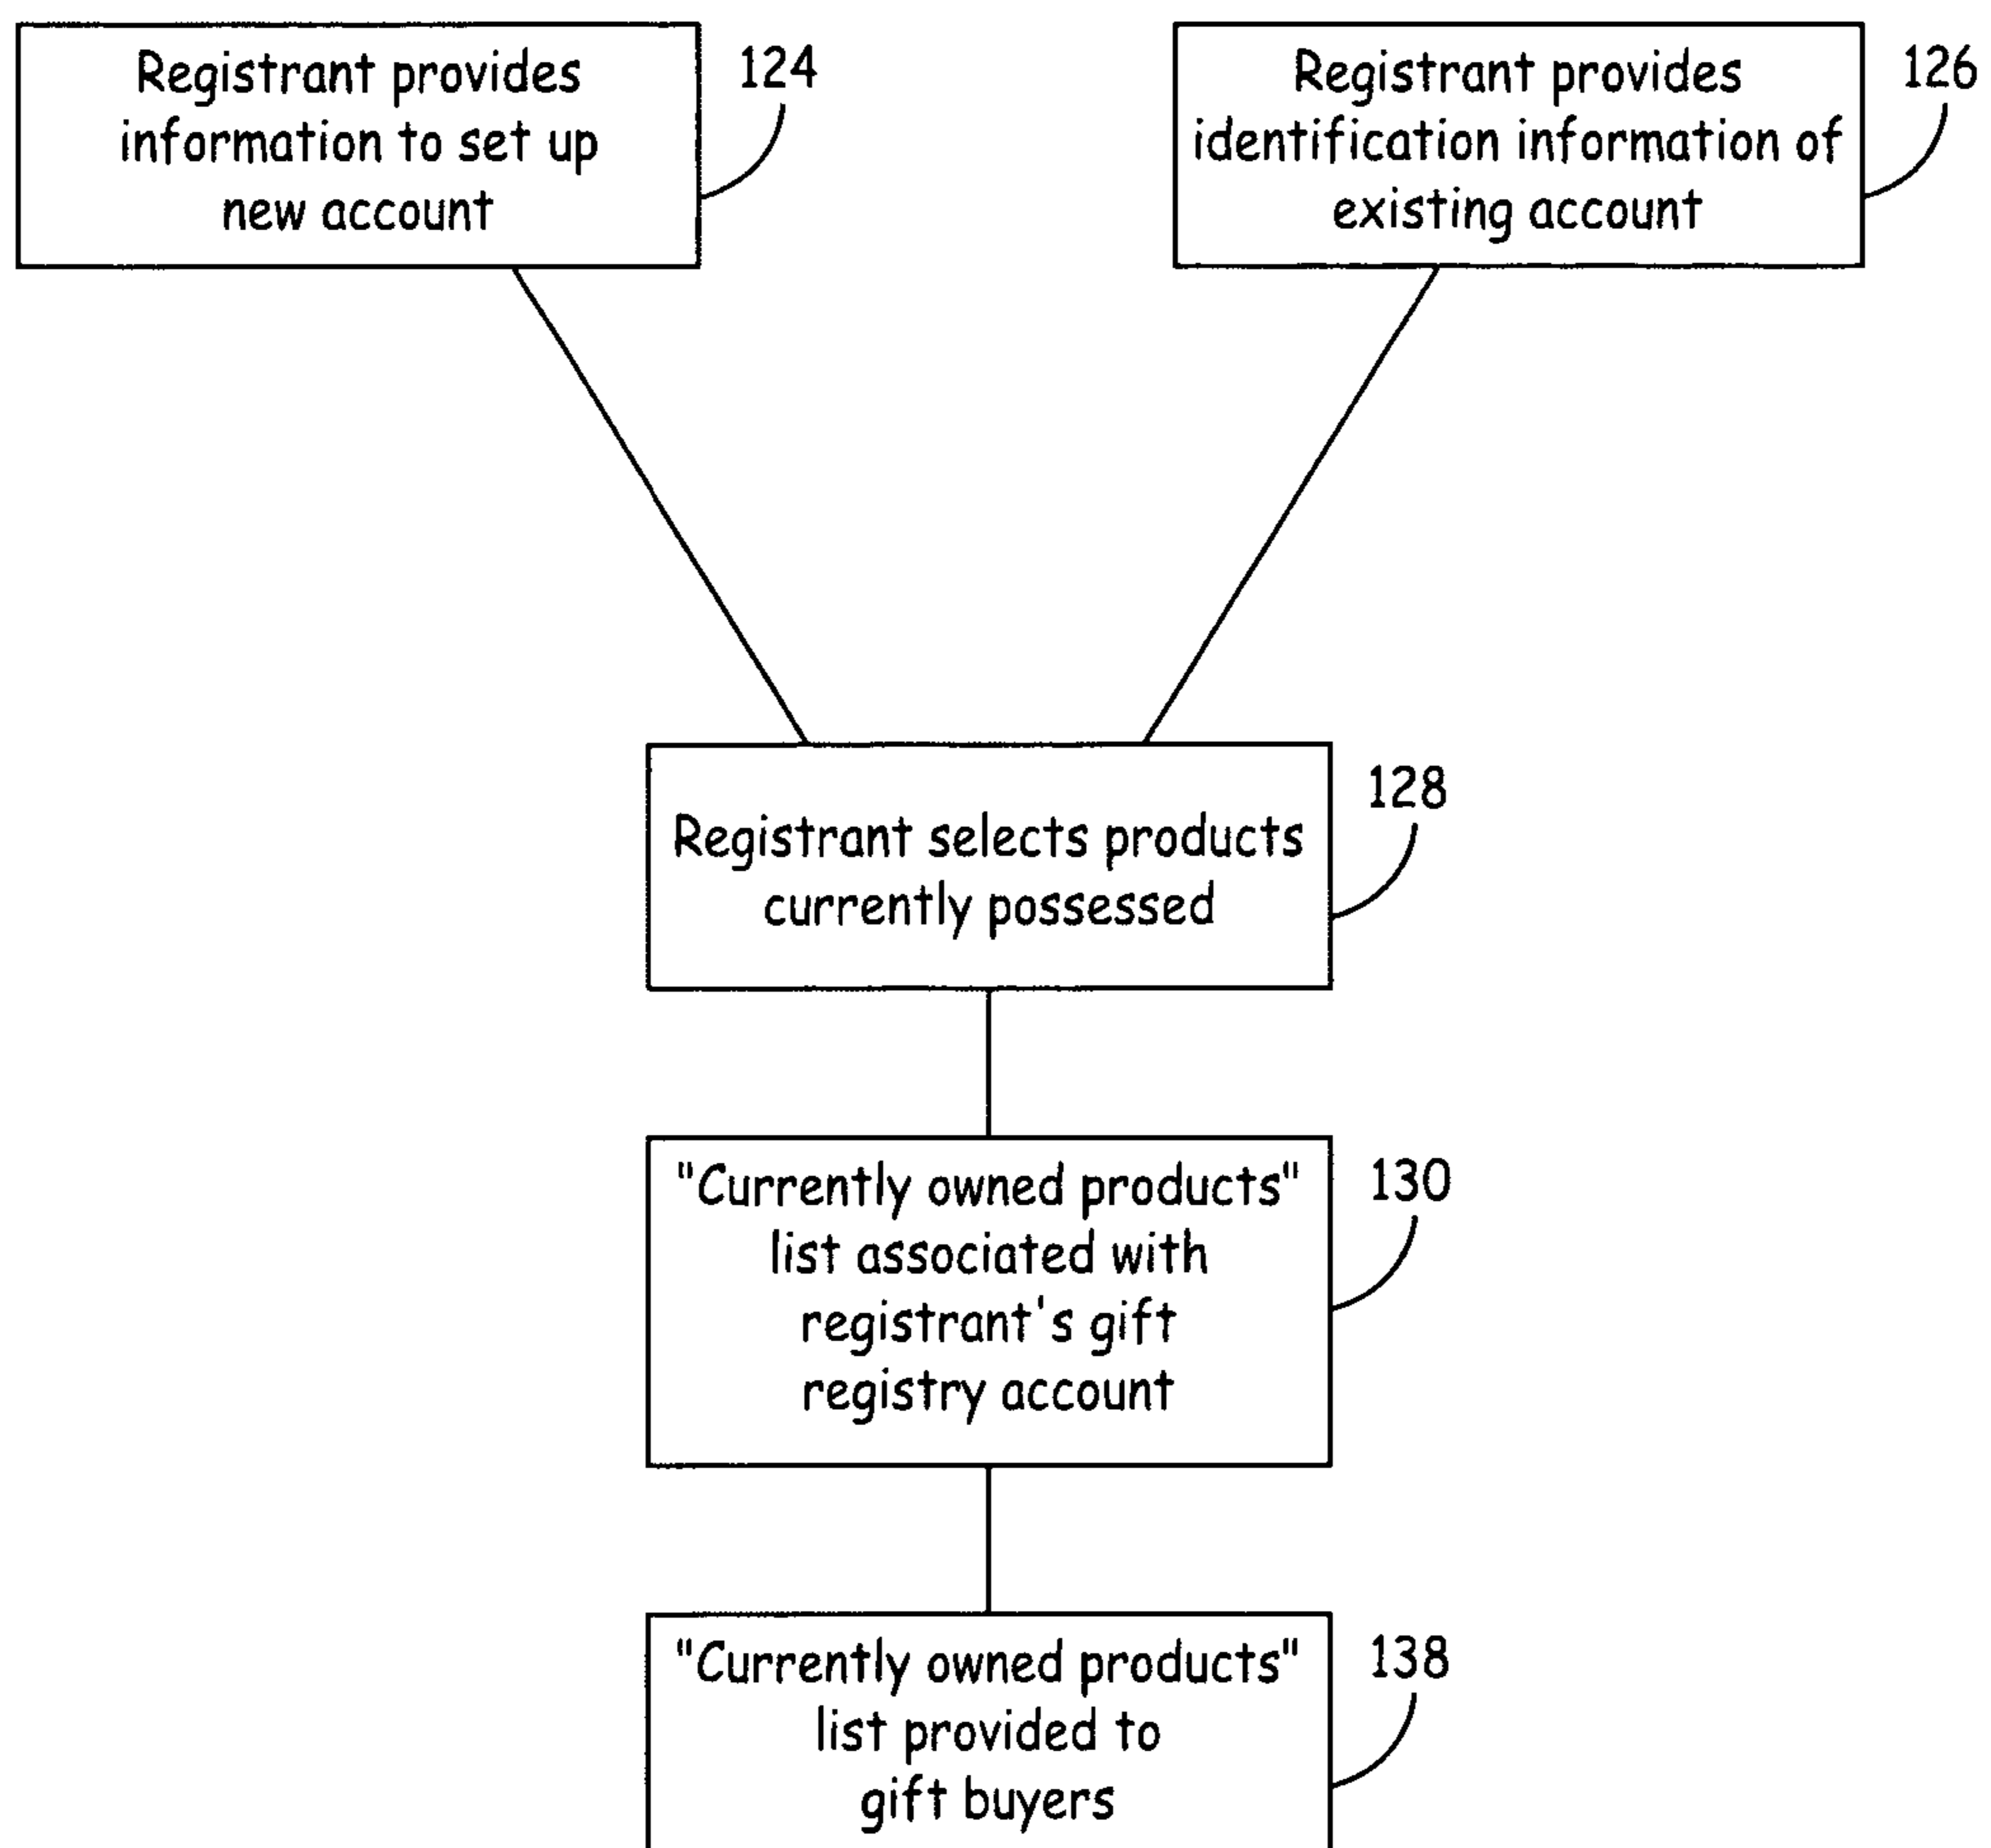 Registrant provides
information to set up
new account
124
Registrant provides
identification information of
existing account
126
Registrant selects products
currently possessed
128
"Currently owned products"
list associated with
registrant's gift
registry account
130
"Currently owned products"
list provided to
gift buyers
138